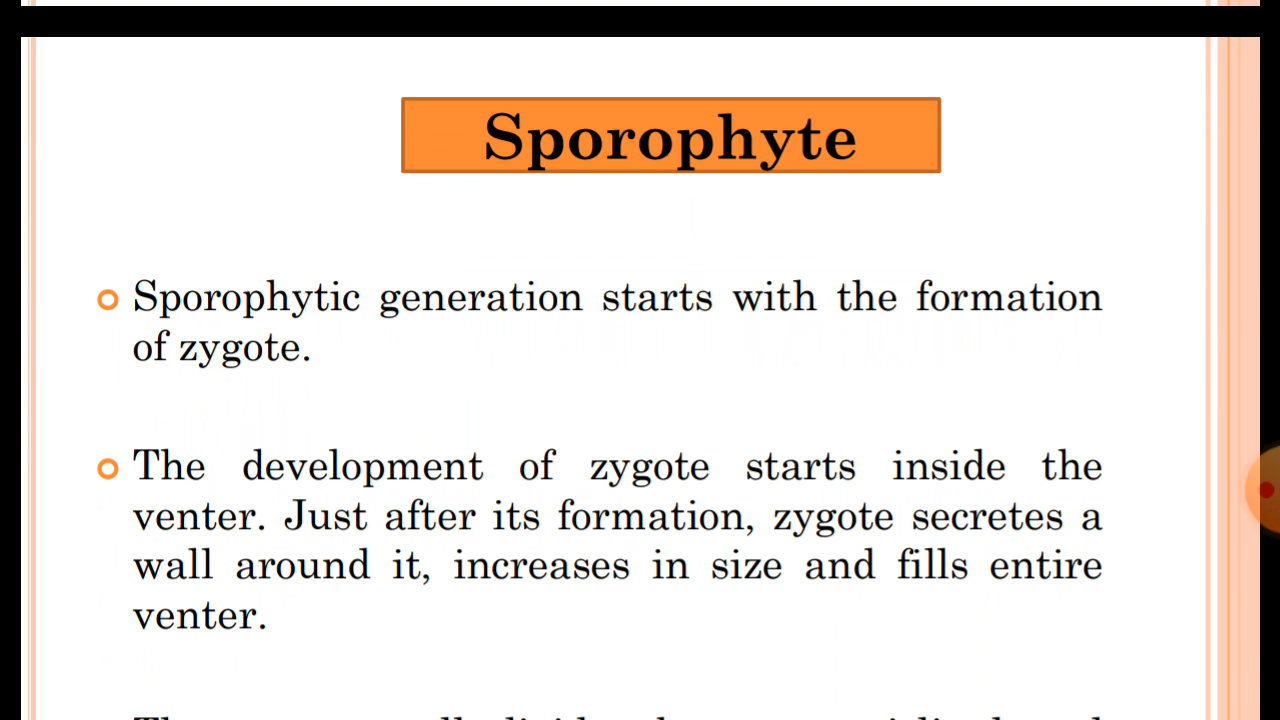 Sporophyte
Sporophytic generation starts with the formation
of zygote.
The development of zygote starts inside the
venter. Just after its formation, zygote secretes a
wall around it, increases in size and fills entire
venter.